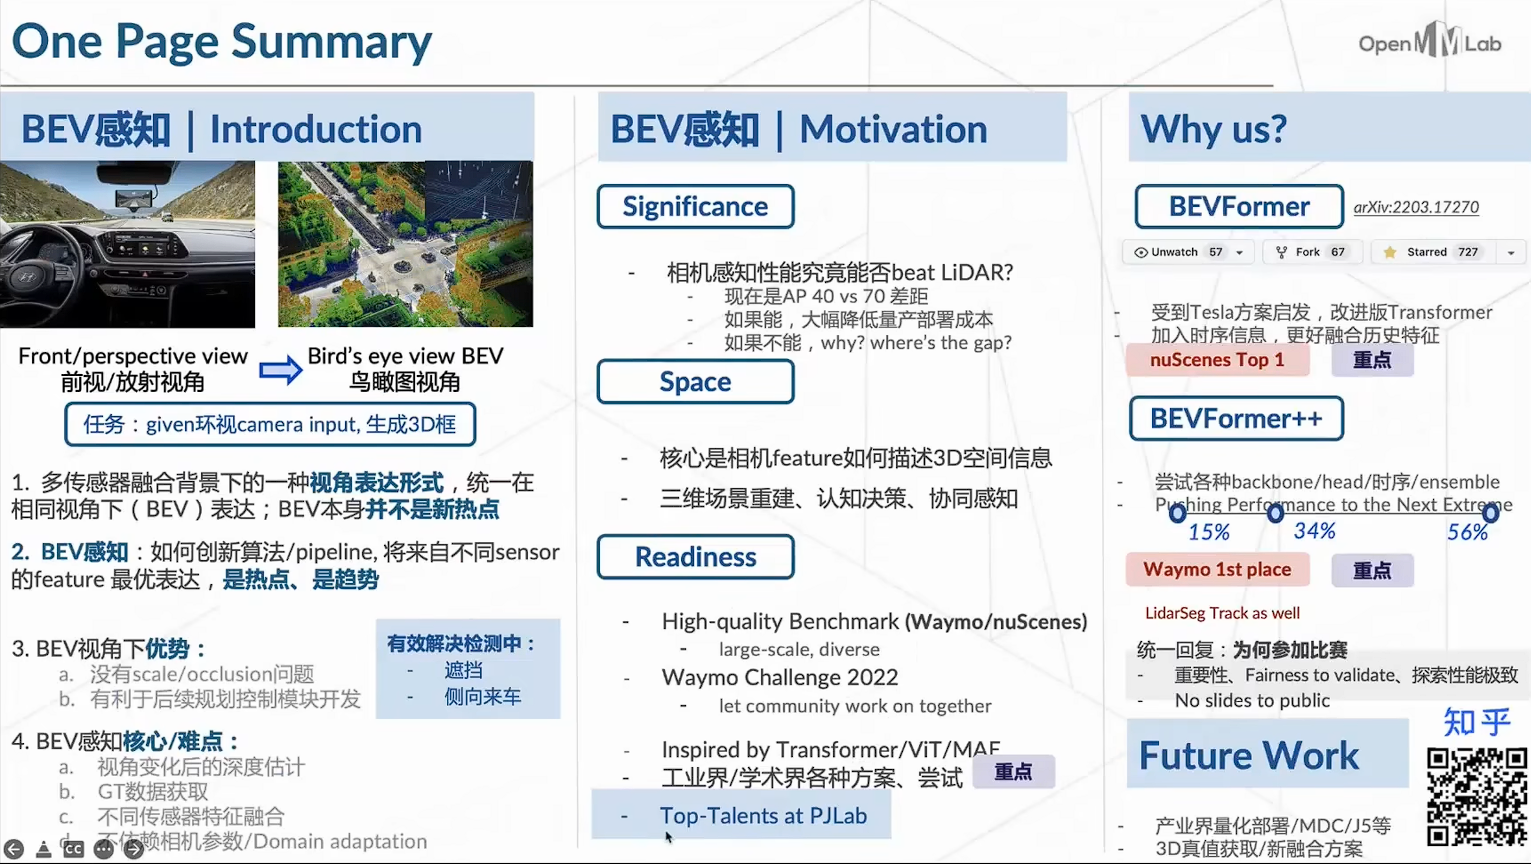 One Page Summary
OpenMMLab
BEV感知 | Introduction
Front/perspective view
前视/放射视角
Bird's eye view BEV
鸟瞰图视角
任务：given环视camera input, 生成3D框
1. 多传感器融合背景下的一种视角表达形式，统一在
相同视角下（BEV）表达；BEV本身并不是新热点
2. BEV感知：如何创新算法/pipeline, 将来自不同sensor
的feature 最优表达，是热点、是趋势
3. BEV视角下优势：
a. 没有scale/occlusion问题
b. 有利于后续规划控制模块开发
有效解决检测中：
- 遮挡
- 侧向来车
4. BEV感知核心/难点：
a. 视角变化后的深度估计
b. GT数据获取
c. 不同传感器特征融合
d. 不依赖相机参数/Domain adaptation
CC
BEV感知 | Motivation
Significance
- 相机感知性能究竟能否beat LiDAR?
- 现在是AP 40 vs 70 差距
- 如果能，大幅降低量产部署成本
- 如果不能，why? where's the gap?
Space
- 核心是相机feature如何描述3D空间信息
- 三维场景重建、认知决策、协同感知
Readiness
- High-quality Benchmark (Waymo/nuScenes)
- large-scale, diverse
- Waymo Challenge 2022
- let community work on together
- Inspired by Transformer/ViT/MAE
- 工业界/学术界各种方案、尝试
重点
- Top-Talents at PJLab
Why us?
BEVFormer
arXiv:2203.17270
Unwatch 57
Fork 67
Starred 727
- 受到Tesla方案启发，改进版Transformer
- 加入时序信息，更好融合历史特征
nuScenes Top 1
重点
BEVFormer++
- 尝试各种backbone/head/时序/ensemble
- Pushing Performance to the Next Extreme
15%
34%
56%
Waymo 1st place
重点
LidarSeg Track as well
统一回复：为何参加比赛
- 重要性、Fairness to validate、探索性能极致
- No slides to public
知乎
Future Work
- 产业界量化部署/MDC/J5等
- 3D真值获取/新融合方案